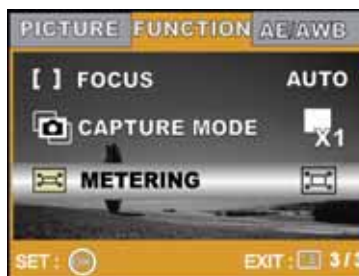 PICTURE FUNCTION AE/AWB
[ ] FOCUS AUTO
CAPTURE MODE X1
METERING
SET : EXIT : 3/3